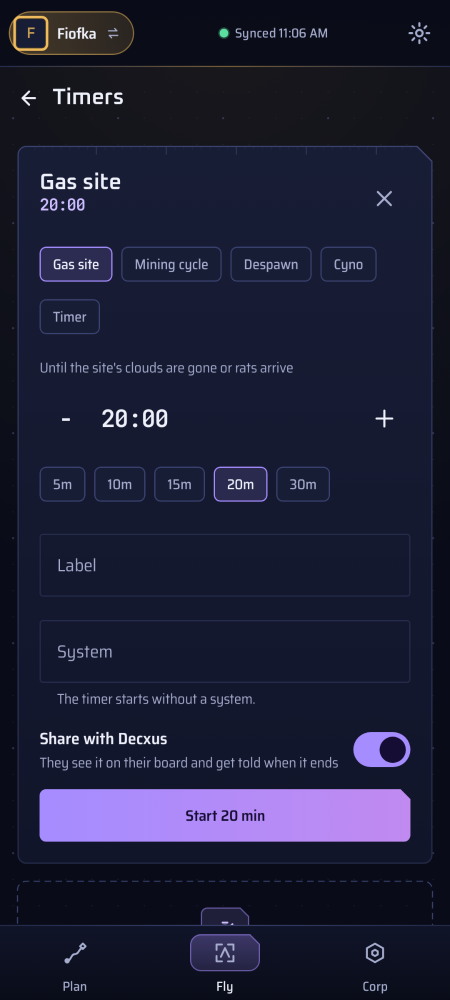 F Fiofka
Synced 11:06 AM
Timers
Gas site
20:00
Gas site
Mining cycle
Despawn
Cyno
Timer
Until the site's clouds are gone or rats arrive
- 20:00 +
5m
10m
15m
20m
30m
Label
System
The timer starts without a system.
Share with Decxus
They see it on their board and get told when it ends
Start 20 min
Plan
Fly
Corp